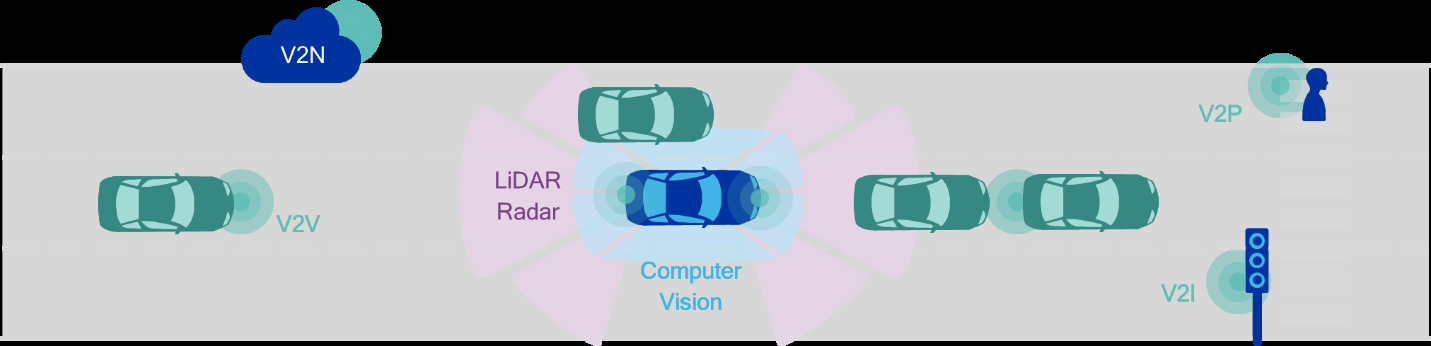 V2N
V2P
LiDAR
Radar
V2V
Computer
Vision
V2I